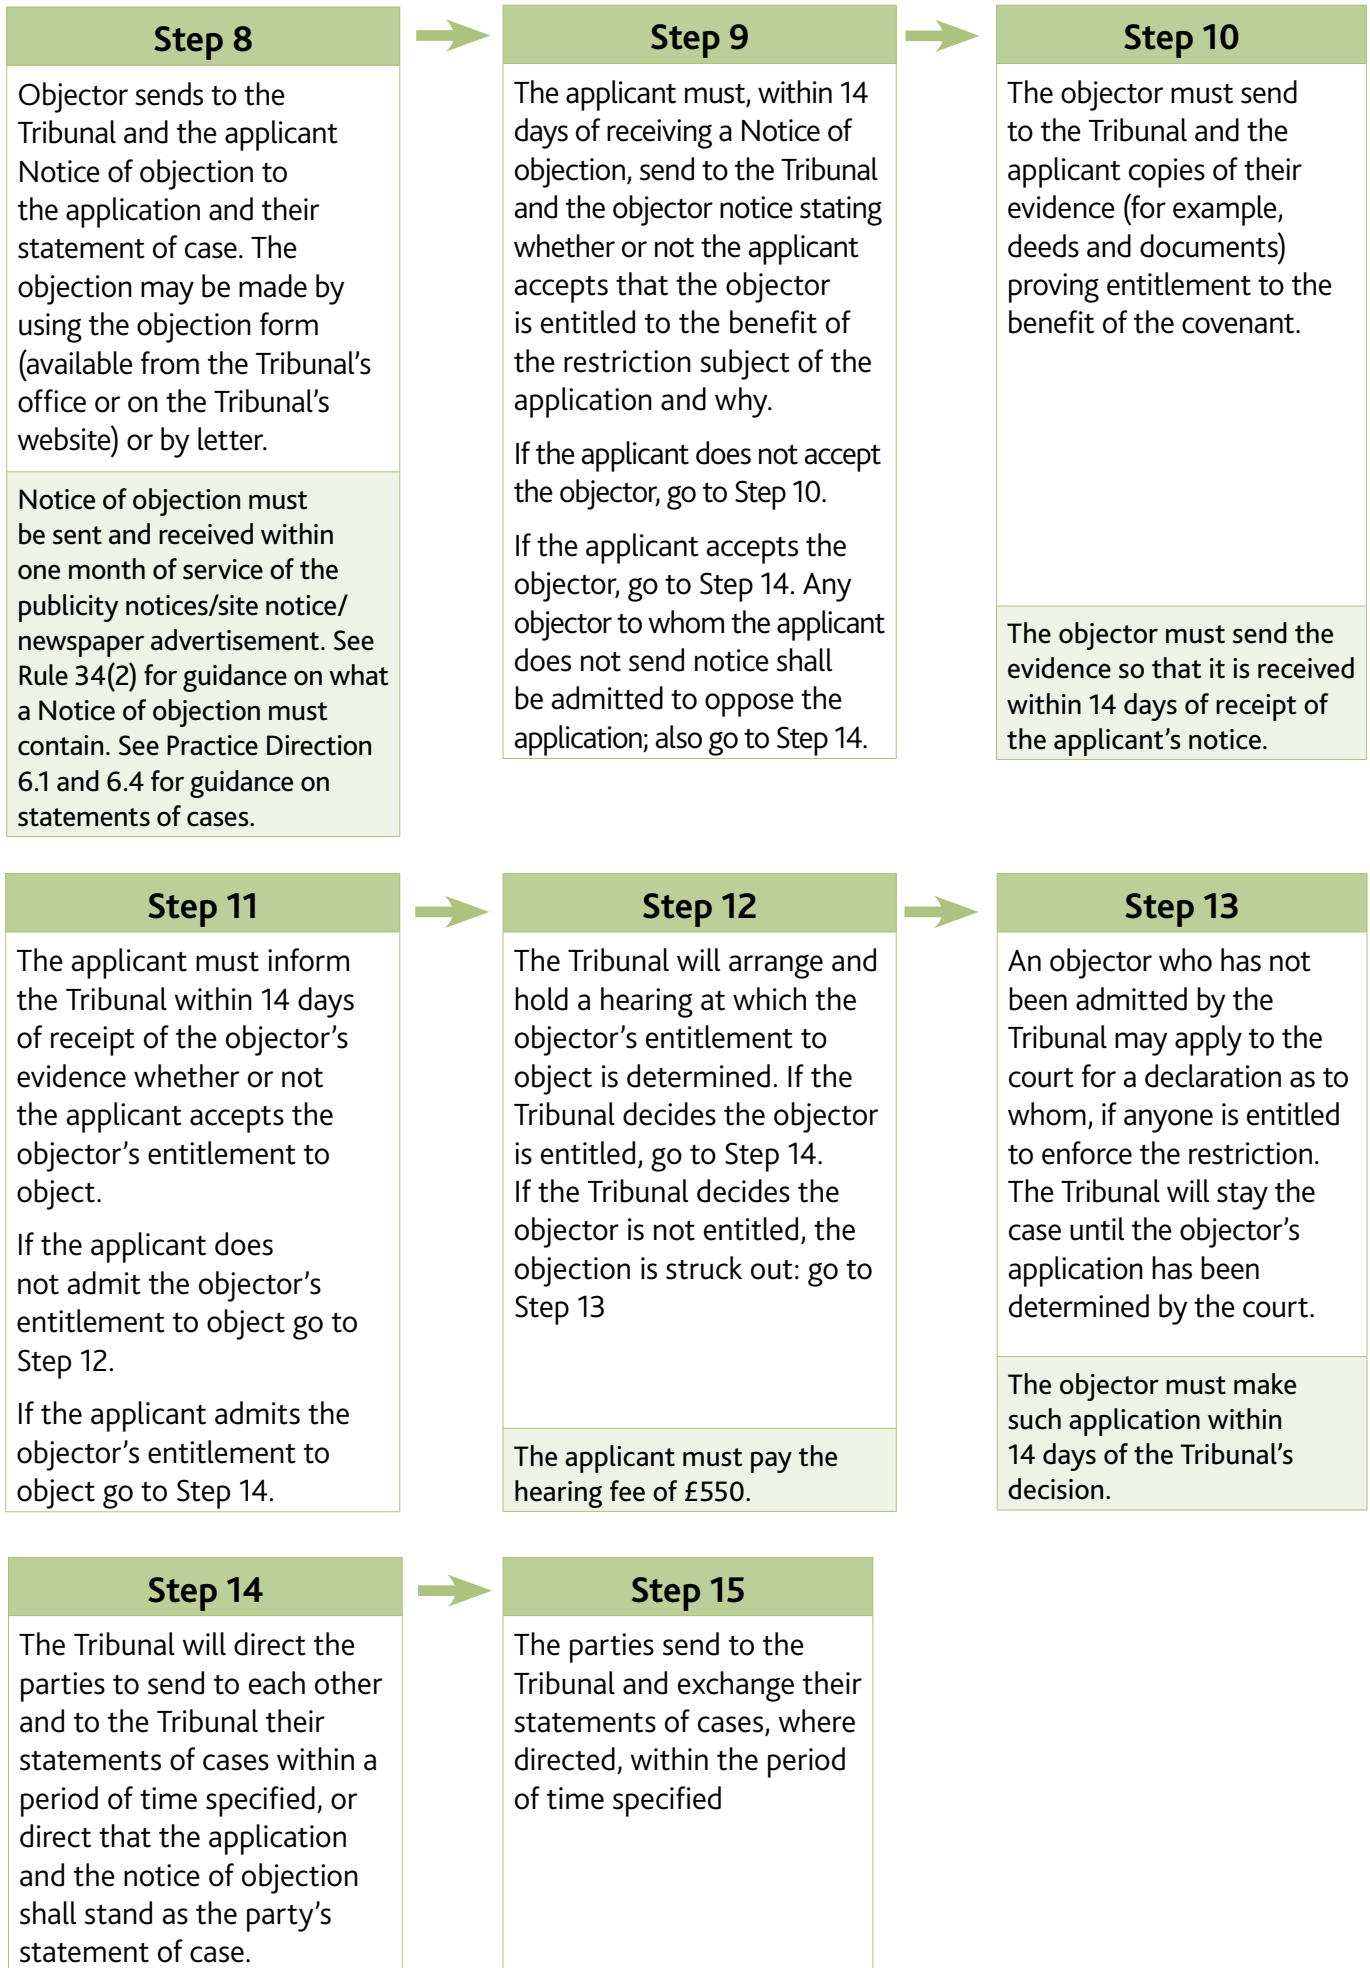 Step 8
Objector sends to the
Tribunal and the applicant
Notice of objection to
the application and their
statement of case. The
objection may be made by
using the objection form
(available from the Tribunal’s
office or on the Tribunal’s
website) or by letter.
Notice of objection must
be sent and received within
one month of service of the
publicity notices/site notice/
newspaper advertisement. See
Rule 34(2) for guidance on what
a Notice of objection must
contain. See Practice Direction
6.1 and 6.4 for guidance on
statements of cases.
Step 9
The applicant must, within 14
days of receiving a Notice of
objection, send to the Tribunal
and the objector notice stating
whether or not the applicant
accepts that the objector
is entitled to the benefit of
the restriction subject of the
application and why.
If the applicant does not accept
the objector, go to Step 10.
If the applicant accepts the
objector, go to Step 14. Any
objector to whom the applicant
does not send notice shall
be admitted to oppose the
application; also go to Step 14.
Step 10
The objector must send
to the Tribunal and the
applicant copies of their
evidence (for example,
deeds and documents)
proving entitlement to the
benefit of the covenant.
The objector must send the
evidence so that it is received
within 14 days of receipt of
the applicant’s notice.
Step 11
The applicant must inform
the Tribunal within 14 days
of receipt of the objector’s
evidence whether or not
the applicant accepts the
objector’s entitlement to
object.
If the applicant does
not admit the objector’s
entitlement to object go to
Step 12.
If the applicant admits the
objector’s entitlement to
object go to Step 14.
Step 12
The Tribunal will arrange and
hold a hearing at which the
objector’s entitlement to
object is determined. If the
Tribunal decides the objector
is entitled, go to Step 14.
If the Tribunal decides the
objector is not entitled, the
objection is struck out: go to
Step 13
The applicant must pay the
hearing fee of £550.
Step 13
An objector who has not
been admitted by the
Tribunal may apply to the
court for a declaration as to
whom, if anyone is entitled
to enforce the restriction.
The Tribunal will stay the
case until the objector’s
application has been
determined by the court.
The objector must make
such application within
14 days of the Tribunal’s
decision.
Step 14
The Tribunal will direct the
parties to send to each other
and to the Tribunal their
statements of cases within a
period of time specified, or
direct that the application
and the notice of objection
shall stand as the party’s
statement of case.
Step 15
The parties send to the
Tribunal and exchange their
statements of cases, where
directed, within the period
of time specified